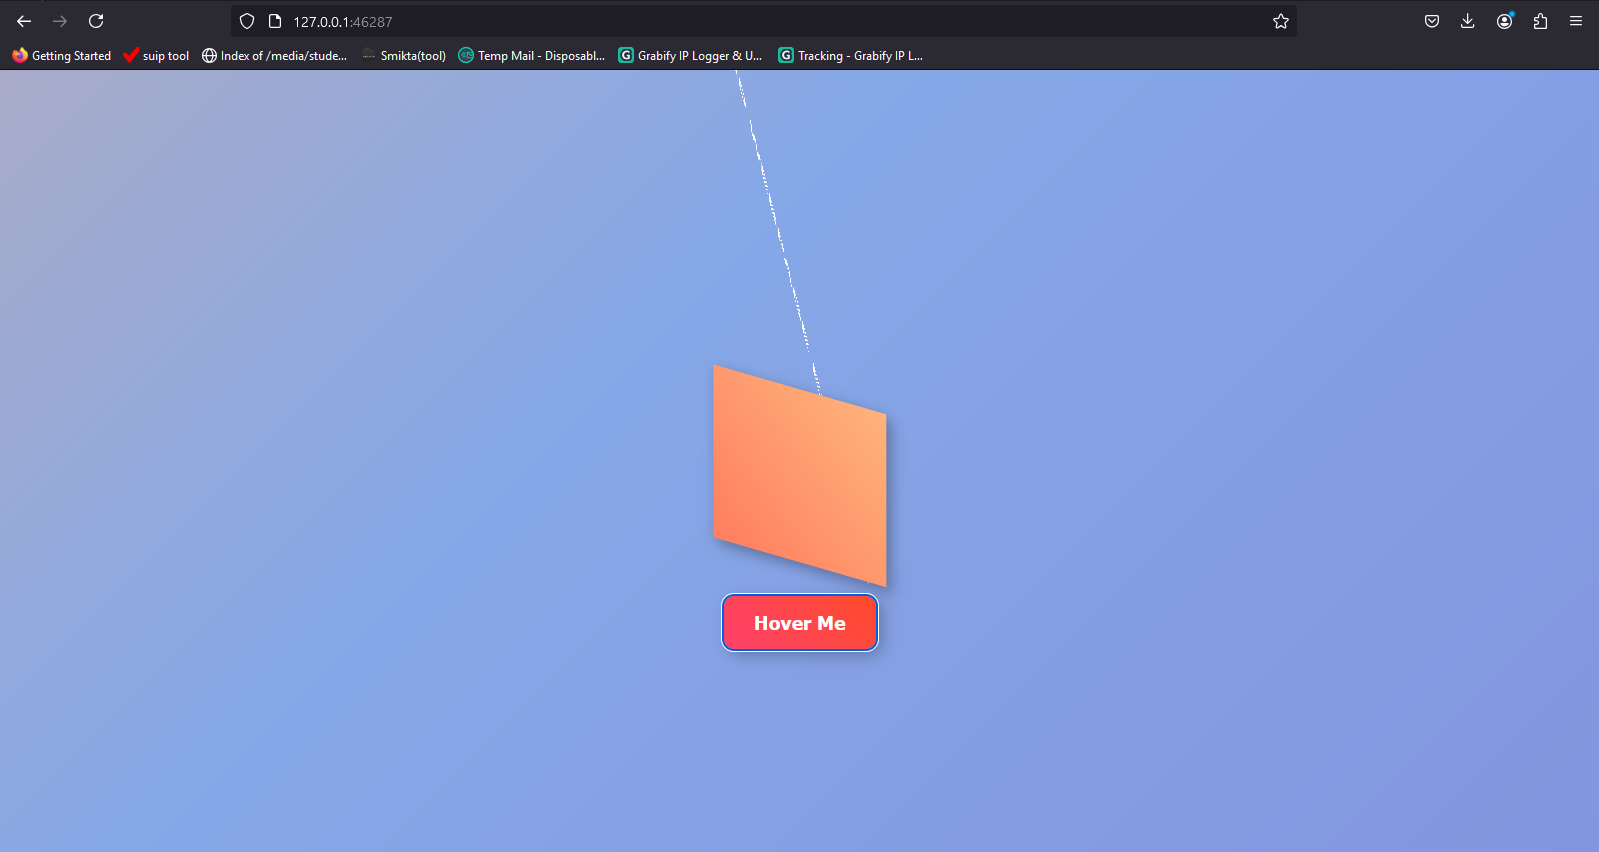 127.0.0.1:46287
Getting Started suip tool Index of /media/stude... Smikta(tool) Temp Mail - Disposabl... G Grabify IP Logger & U... G Tracking - Grabify IP L...
Hover Me